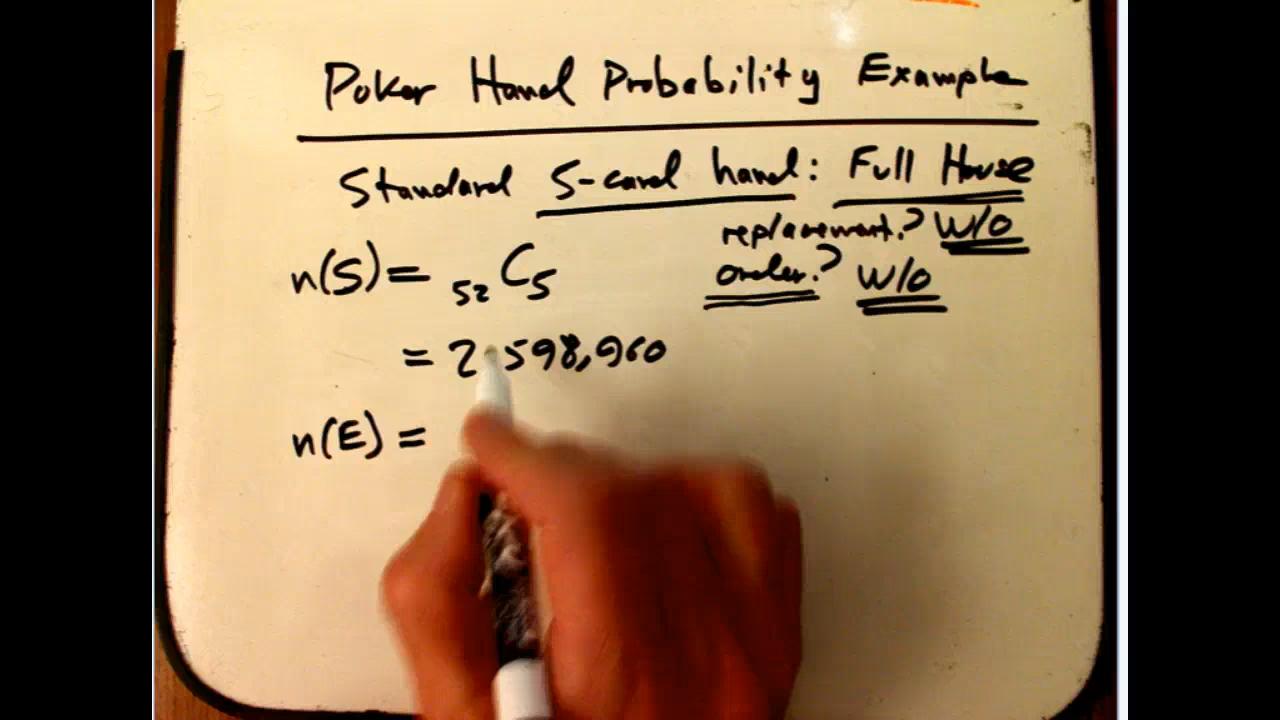 Poker Hand Probability Example
Standard 5-card hand: Full House
replacement? W/o
order? W/o
n(S) = 52C5
= 2,598,960
n(E) =